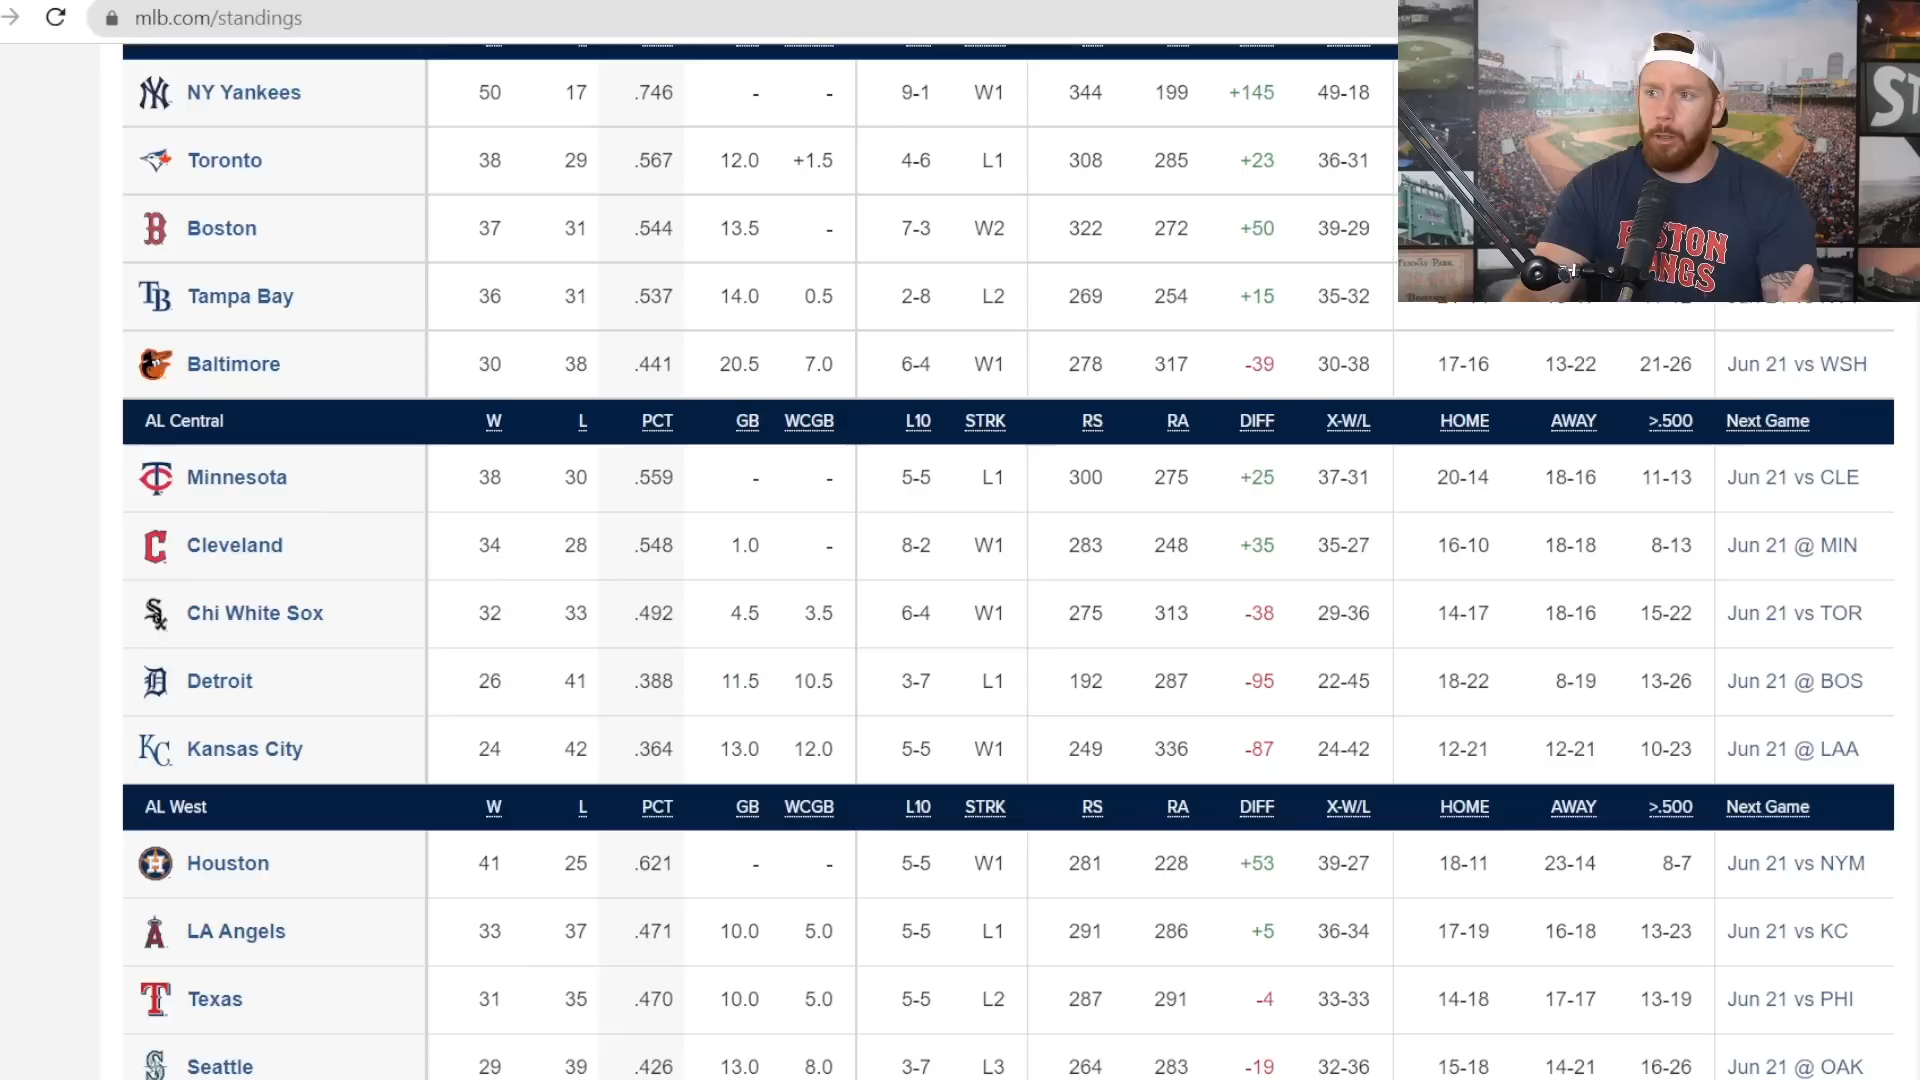 mlb.com/standings
NY Yankees 50 17 .746 - - 9-1 W1 344 199 +145 49-18
Toronto 38 29 .567 12.0 +1.5 4-6 L1 308 285 +23 36-31
Boston 37 31 .544 13.5 - 7-3 W2 322 272 +50 39-29
Tampa Bay 36 31 .537 14.0 0.5 2-8 L2 269 254 +15 35-32
Baltimore 30 38 .441 20.5 7.0 6-4 W1 278 317 -39 30-38 17-16 13-22 21-26 Jun 21 vs WSH
AL Central W L PCT GB WCGB L10 STRK RS RA DIFF X-W/L HOME AWAY >.500 Next Game
Minnesota 38 30 .559 - - 5-5 L1 300 275 +25 37-31 20-14 18-16 11-13 Jun 21 vs CLE
Cleveland 34 28 .548 1.0 - 8-2 W1 283 248 +35 35-27 16-10 18-18 8-13 Jun 21 @ MIN
Chi White Sox 32 33 .492 4.5 3.5 6-4 W1 275 313 -38 29-36 14-17 18-16 15-22 Jun 21 vs TOR
Detroit 26 41 .388 11.5 10.5 3-7 L1 192 287 -95 22-45 18-22 8-19 13-26 Jun 21 @ BOS
Kansas City 24 42 .364 13.0 12.0 5-5 W1 249 336 -87 24-42 12-21 12-21 10-23 Jun 21 @ LAA
AL West W L PCT GB WCGB L10 STRK RS RA DIFF X-W/L HOME AWAY >.500 Next Game
Houston 41 25 .621 - - 5-5 W1 281 228 +53 39-27 18-11 23-14 8-7 Jun 21 vs NYM
LA Angels 33 37 .471 10.0 5.0 5-5 L1 291 286 +5 36-34 17-19 16-18 13-23 Jun 21 vs KC
Texas 31 35 .470 10.0 5.0 5-5 L2 287 291 -4 33-33 14-18 17-17 13-19 Jun 21 vs PHI
Seattle 29 39 .426 13.0 8.0 3-7 L3 264 283 -19 32-36 15-18 14-21 16-26 Jun 21 @ OAK